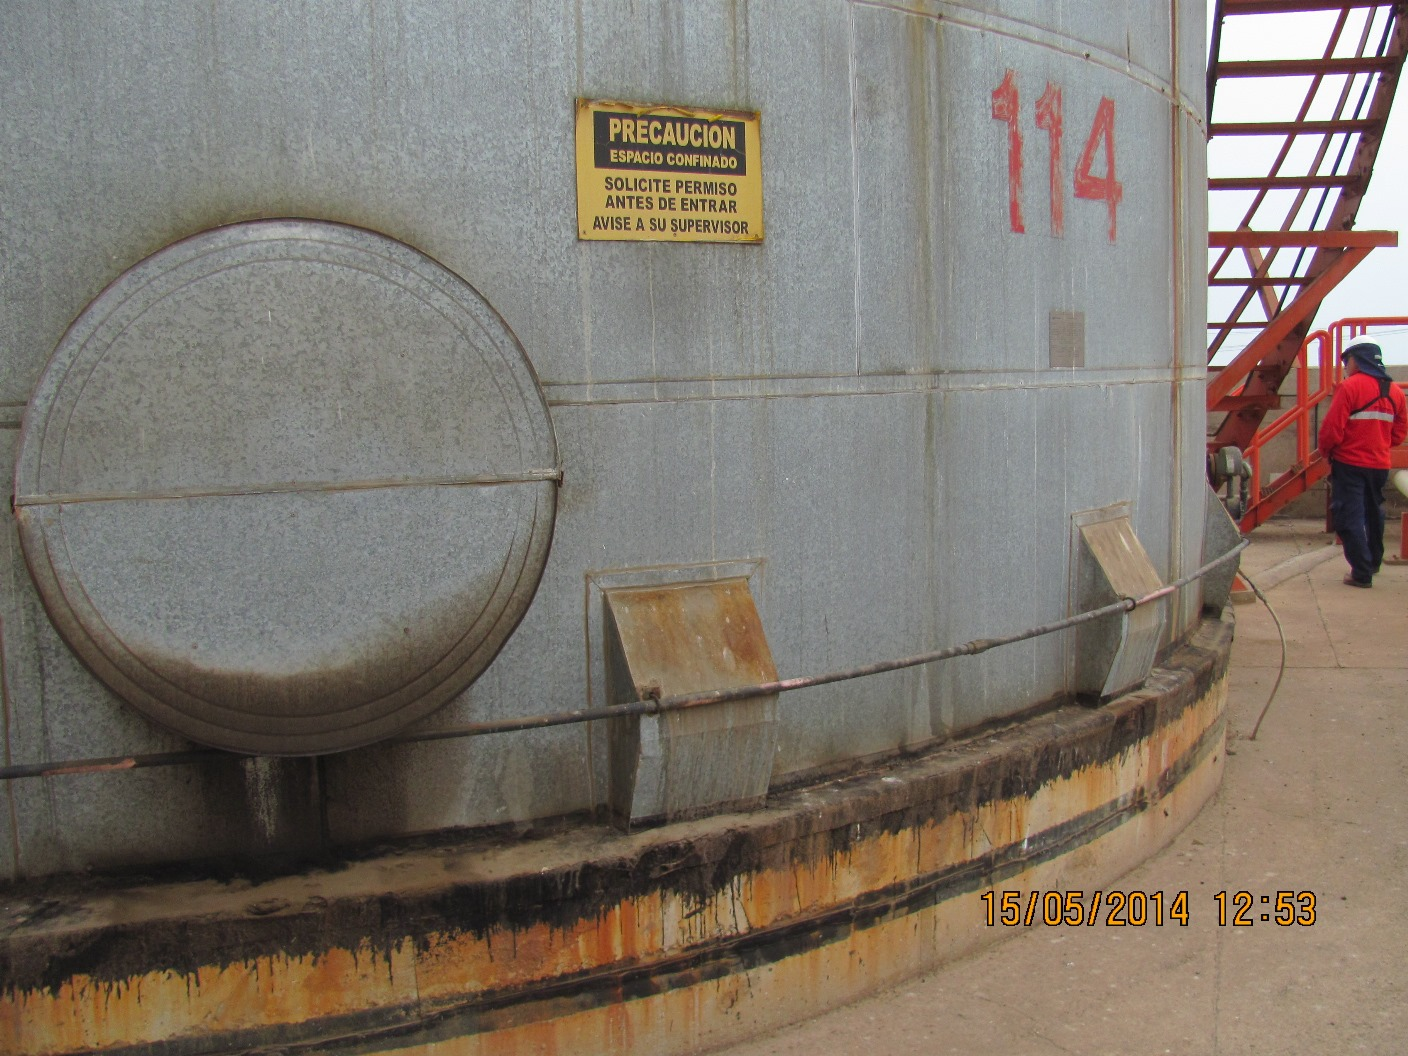 PRECAUCION
ESPACIO CONFINADO
SOLICITE PERMISO
ANTES DE ENTRAR
AVISE A SU SUPERVISOR
114
15/05/2014 12:53